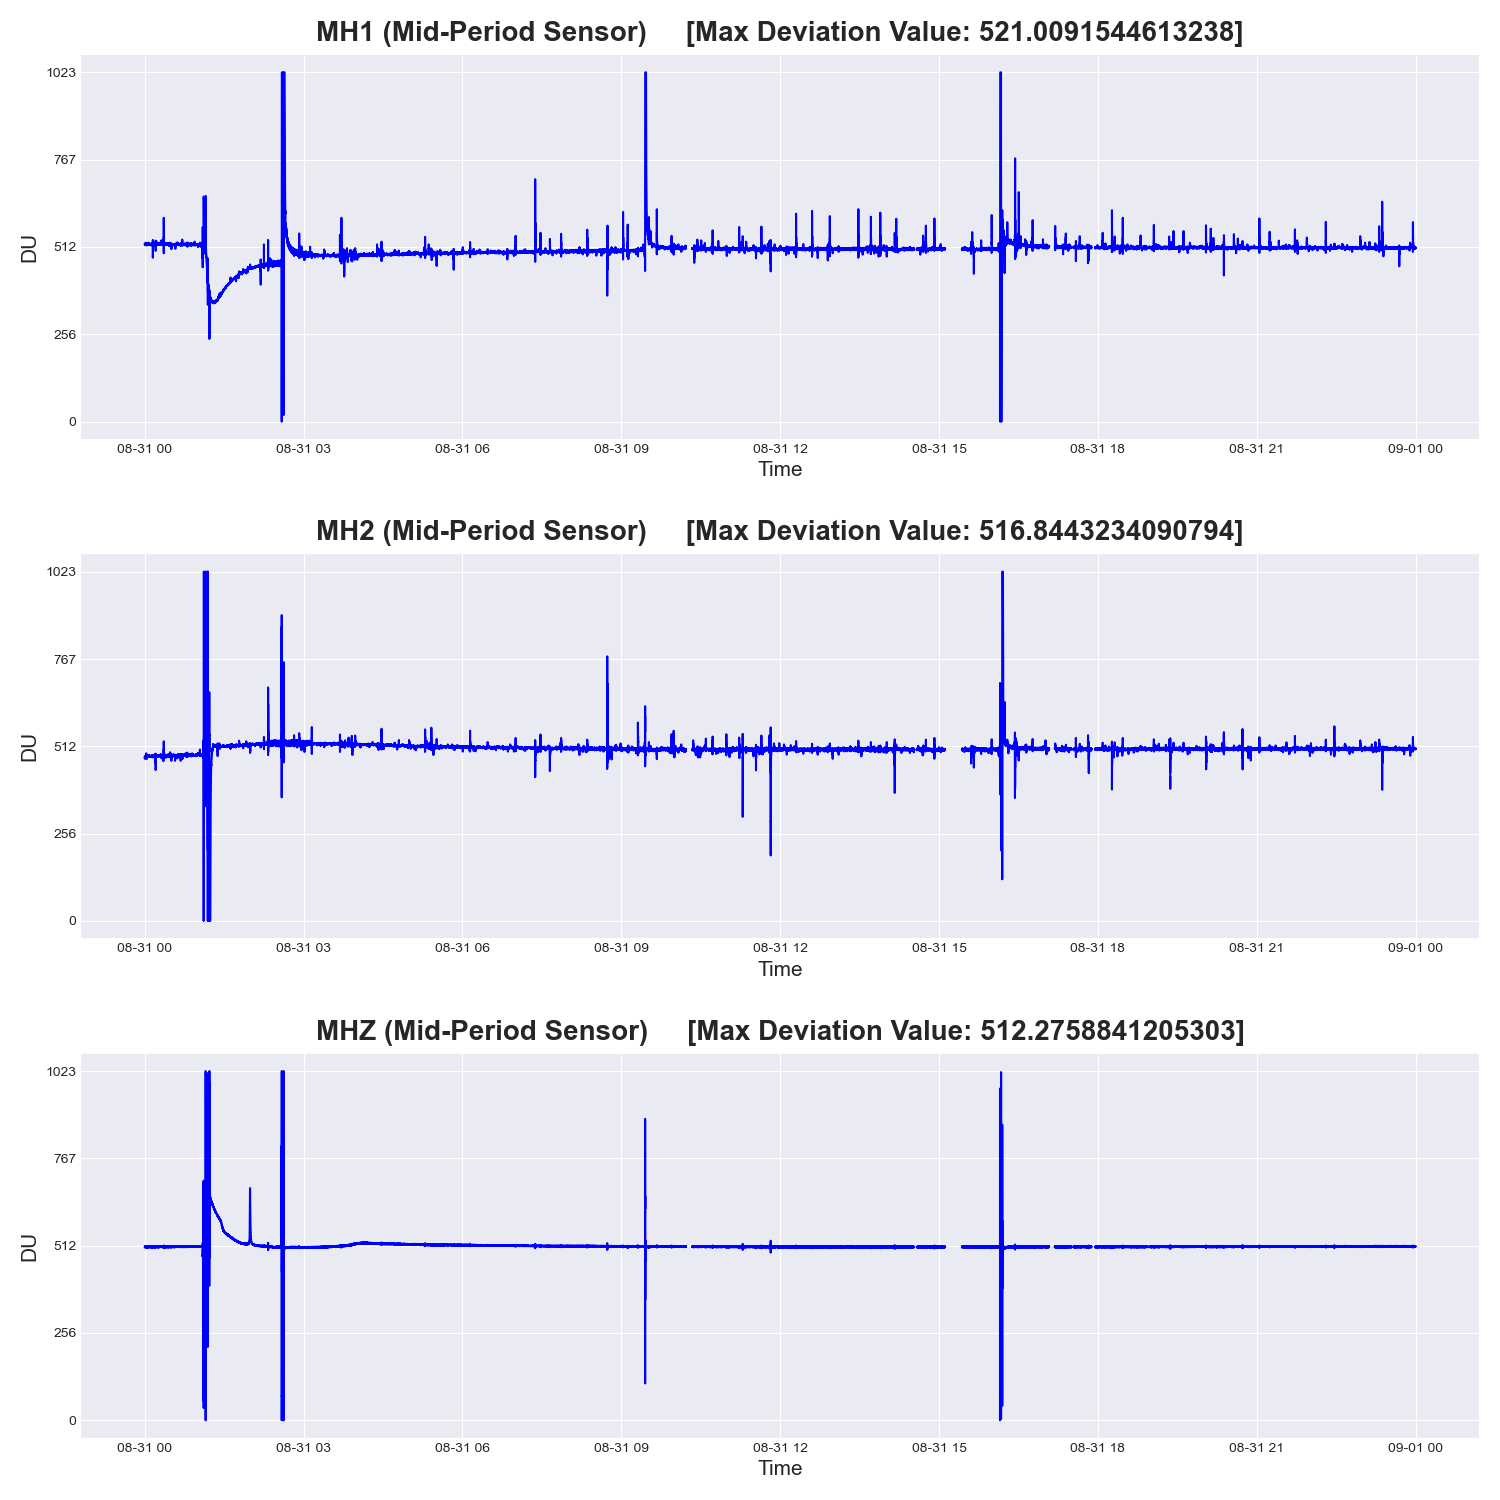 MH1 (Mid-Period Sensor) [Max Deviation Value: 521.0091544613238]
1023
767
512
256
0
DU
08-31 00 08-31 03 08-31 06 08-31 09 08-31 12 08-31 15 08-31 18 08-31 21 09-01 00
Time
MH2 (Mid-Period Sensor) [Max Deviation Value: 516.8443234090794]
1023
767
512
256
0
DU
08-31 00 08-31 03 08-31 06 08-31 09 08-31 12 08-31 15 08-31 18 08-31 21 09-01 00
Time
MHZ (Mid-Period Sensor) [Max Deviation Value: 512.2758841205303]
1023
767
512
256
0
DU
08-31 00 08-31 03 08-31 06 08-31 09 08-31 12 08-31 15 08-31 18 08-31 21 09-01 00
Time